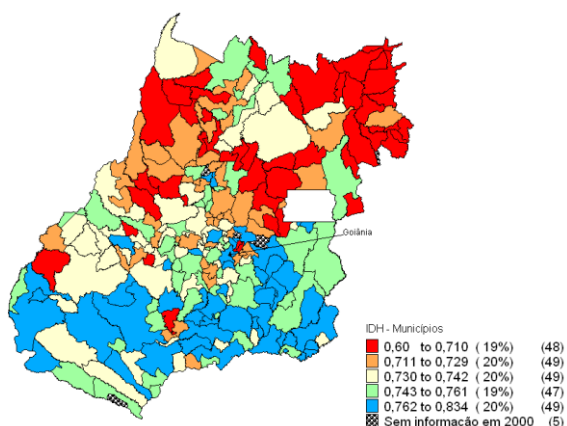 Goiânia
IDH - Municípios
0,60 to 0,710 ( 19%) (48)
0,711 to 0,729 ( 20%) (49)
0,730 to 0,742 ( 20%) (49)
0,743 to 0,761 ( 19%) (47)
0,762 to 0,834 ( 20%) (49)
Sem informação em 2000 (5)